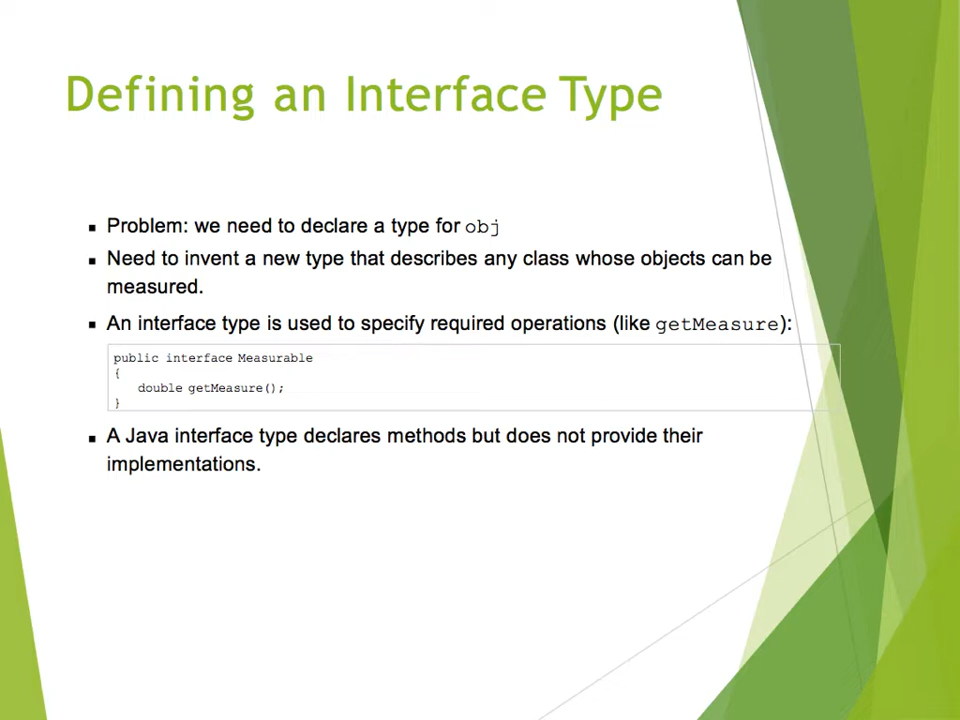 Defining an Interface Type
Problem: we need to declare a type for obj
Need to invent a new type that describes any class whose objects can be
measured.
An interface type is used to specify required operations (like getMeasure):
public interface Measurable
{
double getMeasure();
}
A Java interface type declares methods but does not provide their
implementations.